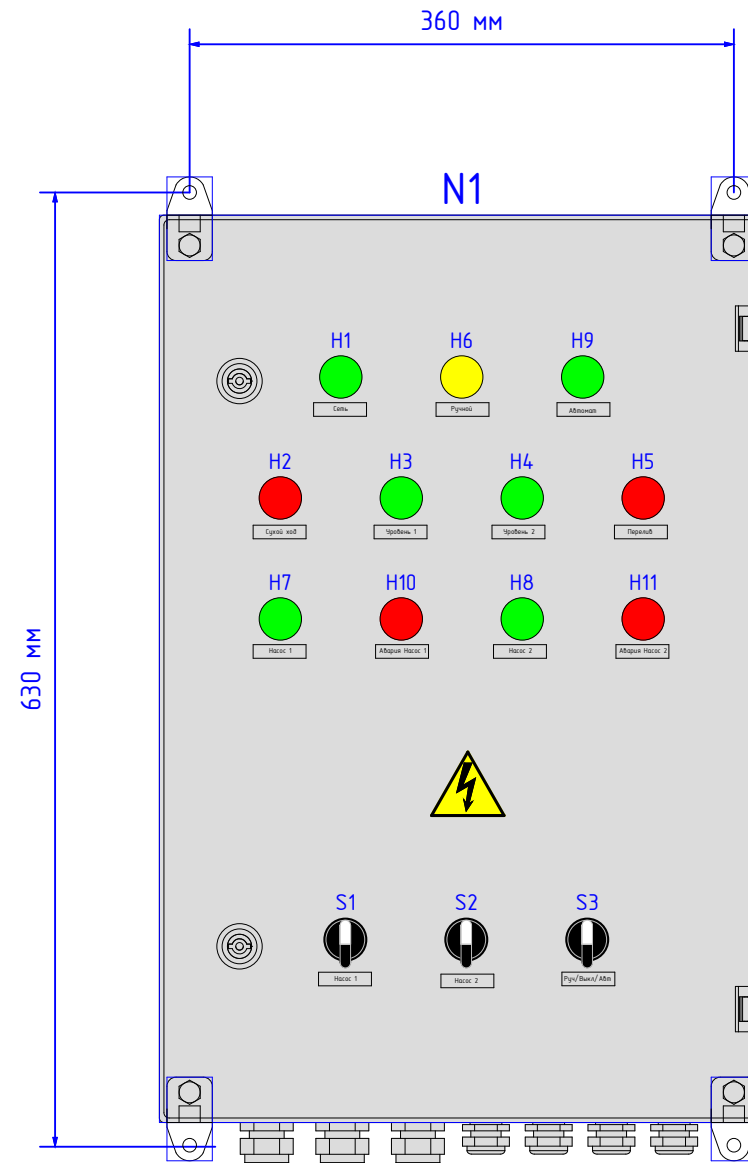 360 мм
N1
630 мм
H1 H6 H9
Сеть Ручной Автомат
H2 H3 H4 H5
Сухой ход Уровень 1 Уровень 2 Перелив
H7 H10 H8 H11
Насос 1 Авария Насос 1 Насос 2 Авария Насос 2
S1 S2 S3
Насос 1 Насос 2 Руч/Выкл/Авт